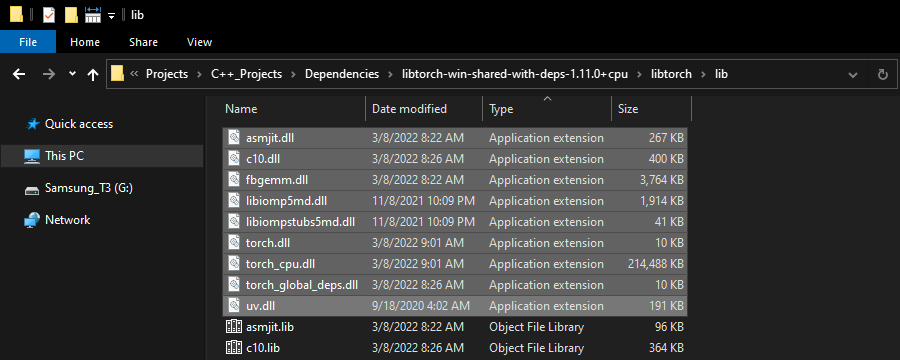 lib
File Home Share View
Projects C++_Projects Dependencies libtorch-win-shared-with-deps-1.11.0+cpu libtorch lib
Name Date modified Type Size
Quick access
This PC
Samsung_T3 (G:)
Network
asmjit.dll 3/8/2022 8:22 AM Application extension 267 KB
c10.dll 3/8/2022 8:26 AM Application extension 400 KB
fbgemm.dll 3/8/2022 8:22 AM Application extension 3,764 KB
libiomp5md.dll 11/8/2021 10:09 PM Application extension 1,914 KB
libiompstubs5md.dll 11/8/2021 10:09 PM Application extension 41 KB
torch.dll 3/8/2022 9:01 AM Application extension 10 KB
torch_cpu.dll 3/8/2022 9:01 AM Application extension 214,488 KB
torch_global_deps.dll 3/8/2022 8:26 AM Application extension 10 KB
uv.dll 9/18/2020 4:02 AM Application extension 191 KB
asmjit.lib 3/8/2022 8:22 AM Object File Library 96 KB
c10.lib 3/8/2022 8:26 AM Object File Library 364 KB